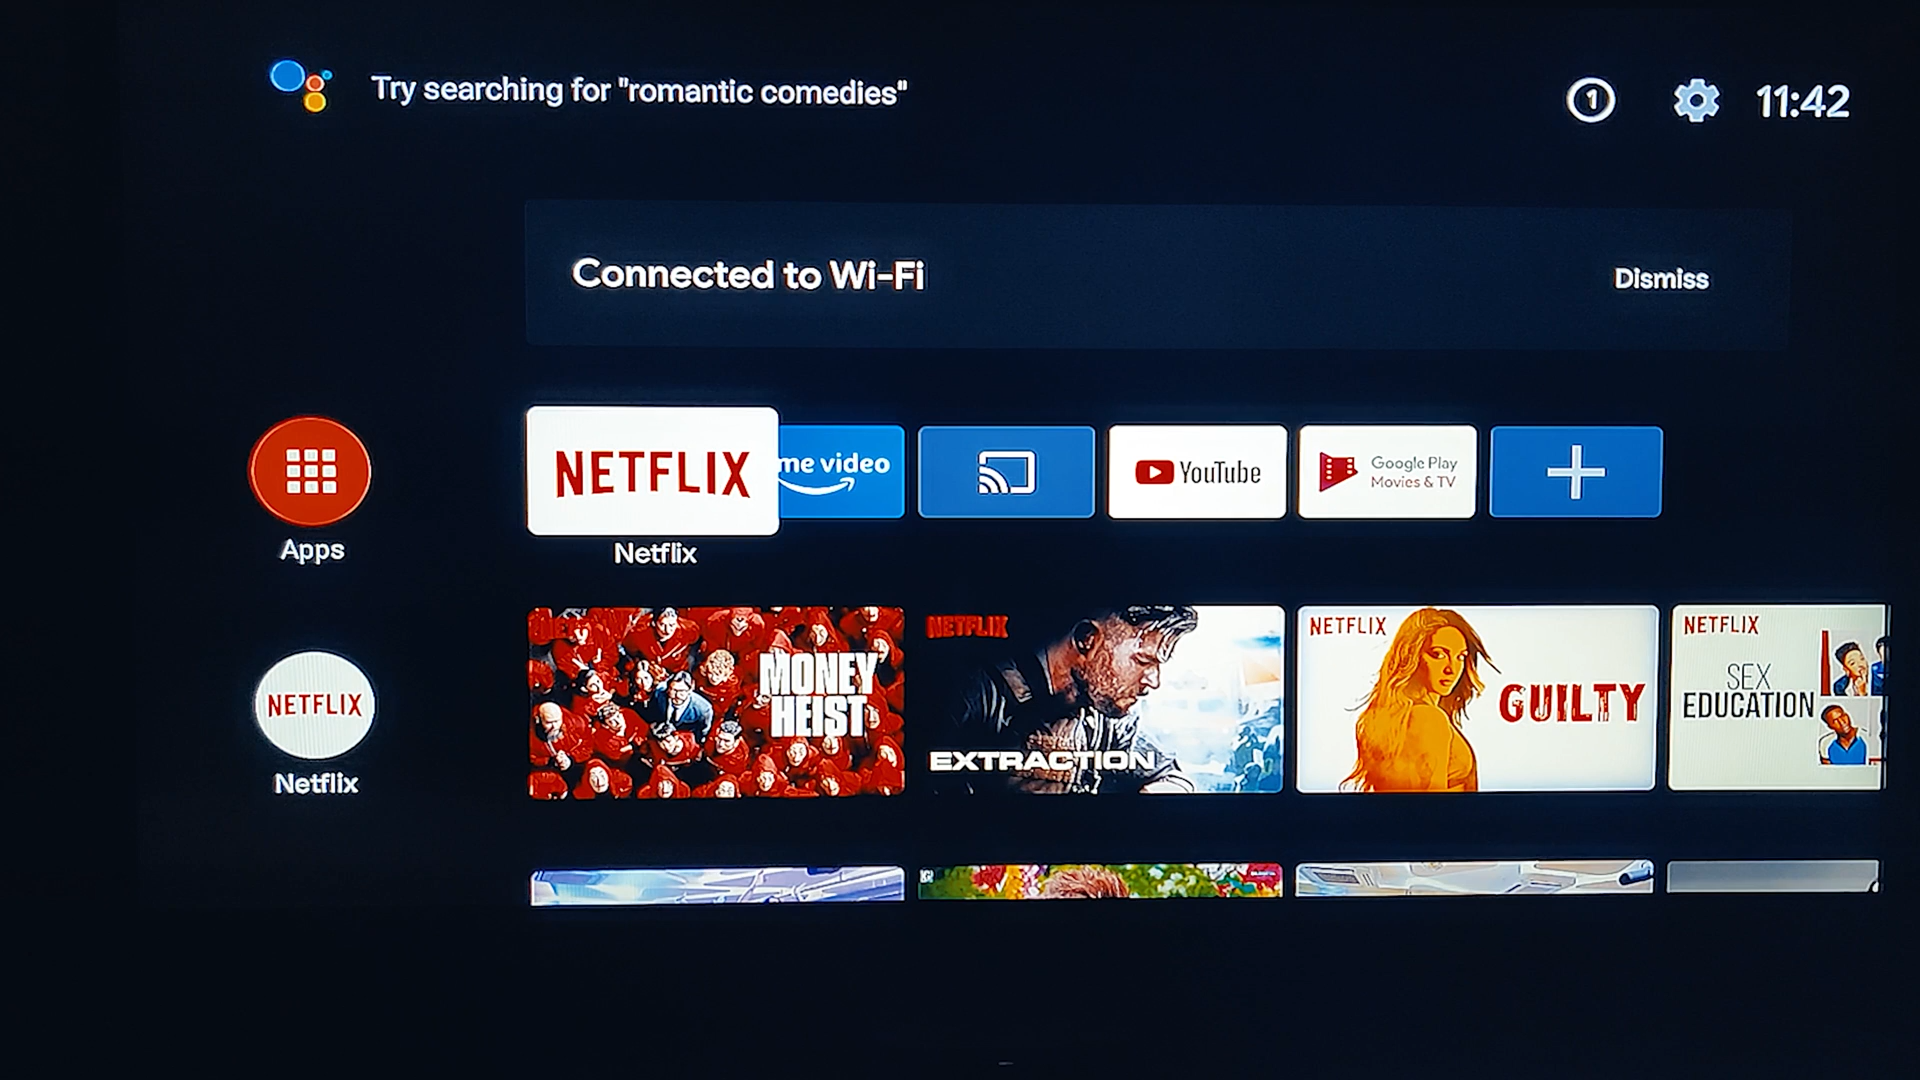 Try searching for "romantic comedies"
1
11:42
Connected to Wi-Fi
Dismiss
Apps
NETFLIX
me video
YouTube
Google Play
Movies & TV
Netflix
NETFLIX
Netflix
MONEY
HEIST
NETFLIX
EXTRACTION
NETFLIX
GUILTY
NETFLIX
SEX
EDUCATION